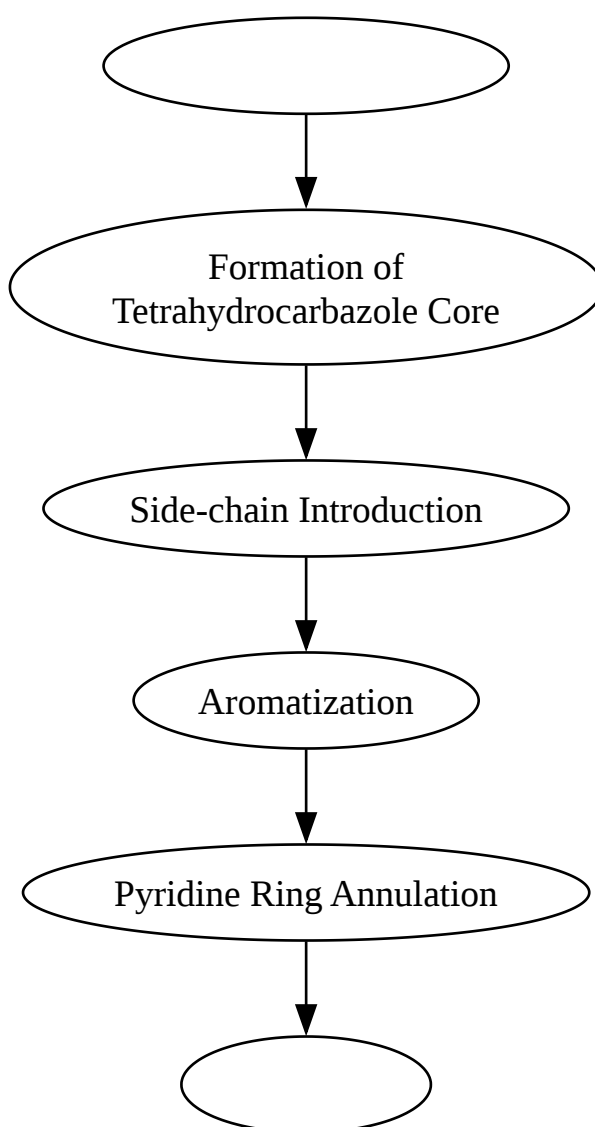 Formation of
Tetrahydrocarbazole Core
Side-chain Introduction
Aromatization
Pyridine Ring Annulation